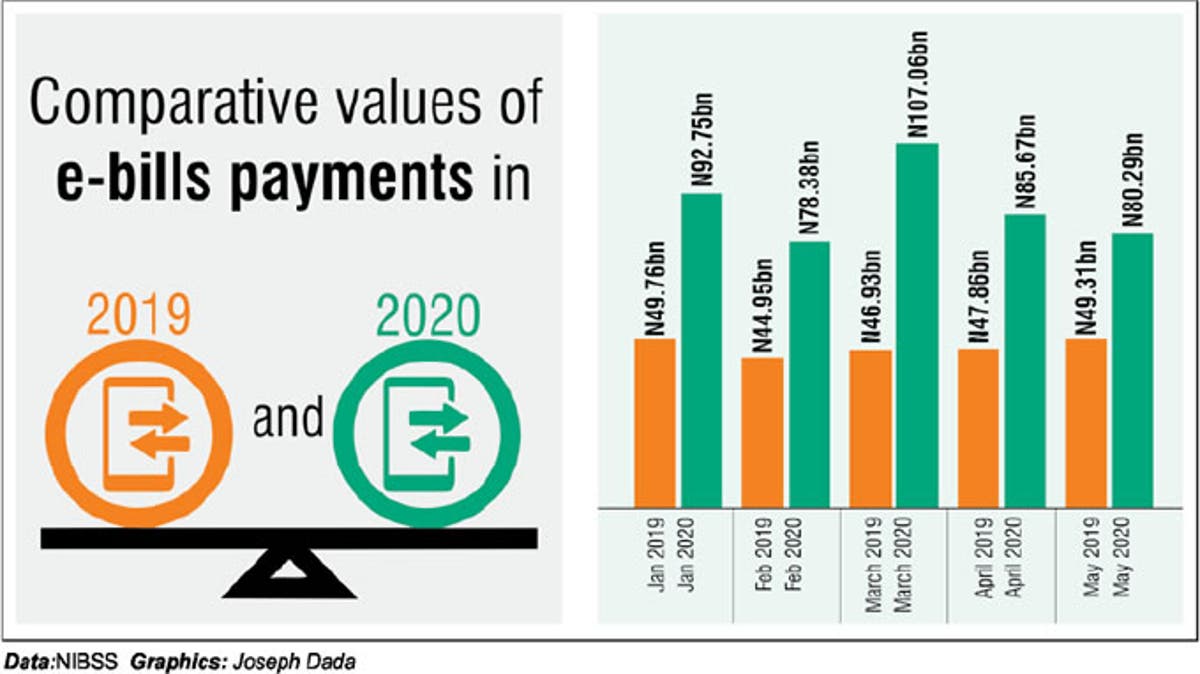 Comparative values of
e-bills payments in
2019
and
2020
N49.76bn
N92.75bn
N44.95bn
N78.38bn
N46.93bn
N107.06bn
N47.86bn
N85.67bn
N49.31bn
N80.29bn
Jan 2019
Jan 2020
Feb 2019
Feb 2020
March 2019
March 2020
April 2019
April 2020
May 2019
May 2020
Data:NIBSS Graphics: Joseph Dada